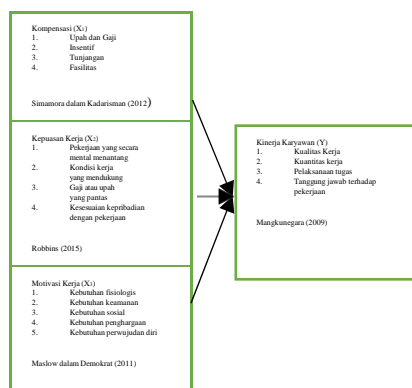 Kompensasi (X1)
1. Upah dan Gaji
2. Insentif
3. Tunjangan
4. Fasilitas
Simamora dalam Kadarisman (2012)
Kepuasan Kerja (X2)
1. Pekerjaan yang secara
mental menantang
2. Kondisi kerja
yang mendukung
3. Gaji atau upah
yang pantas
4. Kesesuaian kepribadian
dengan pekerjaan
Robbins (2015)
Motivasi Kerja (X3)
1. Kebutuhan fisiologis
2. Kebutuhan keamanan
3. Kebutuhan sosial
4. Kebutuhan penghargaan
5. Kebutuhan perwujudan diri
Maslow dalam Demokrat (2011)
Kinerja Karyawan (Y)
1. Kualitas Kerja
2. Kuantitas kerja
3. Pelaksanaan tugas
4. Tanggung jawab terhadap
pekerjaan
Mangkunegara (2009)